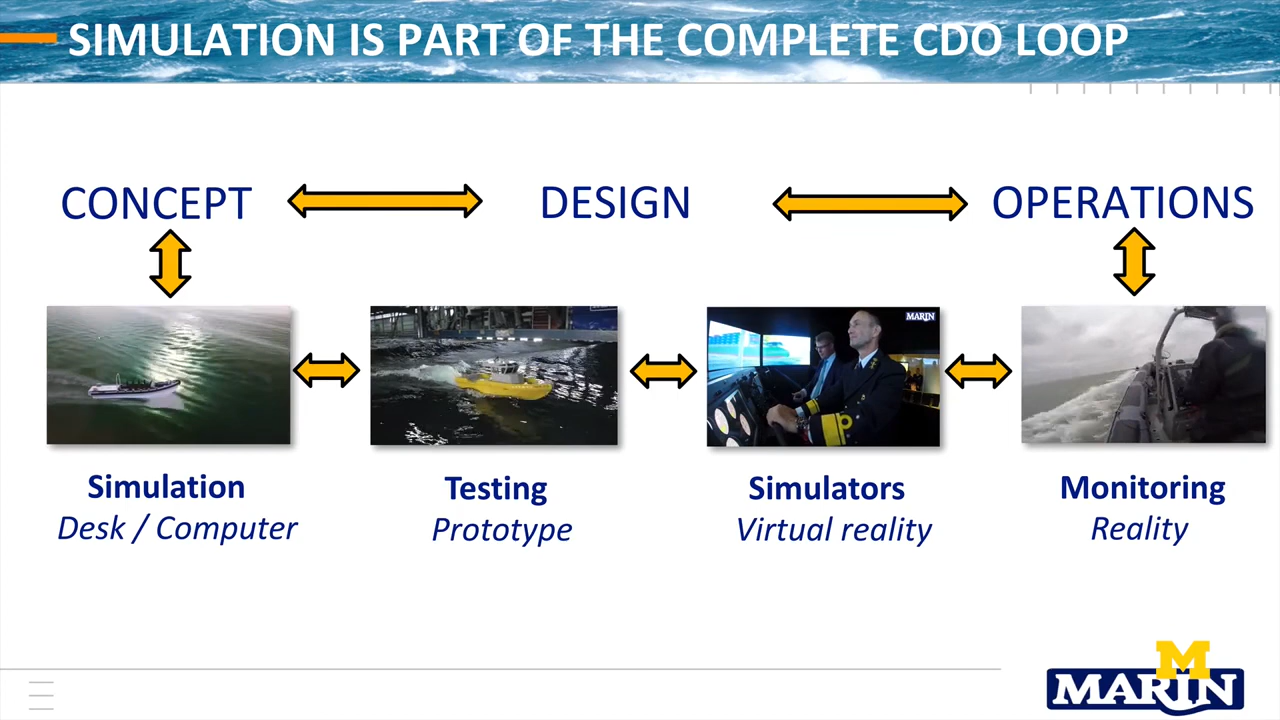 SIMULATION IS PART OF THE COMPLETE CDO LOOP
CONCEPT
DESIGN
OPERATIONS
MARIN
Simulation
Desk / Computer
Testing
Prototype
Simulators
Virtual reality
Monitoring
Reality
M
MARIN